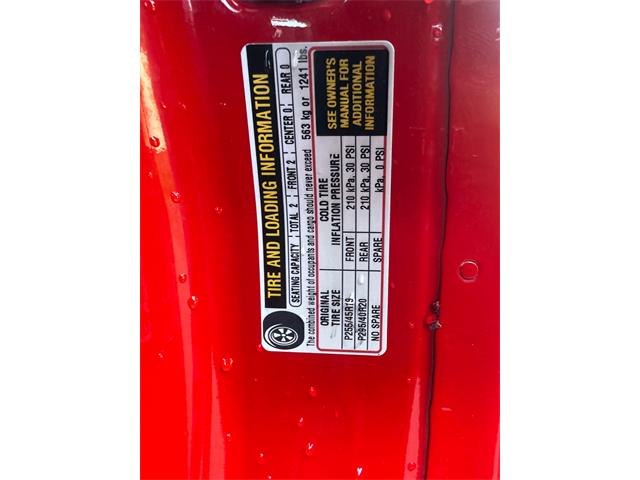 TIRE AND LOADING INFORMATION
SEATING CAPACITY TOTAL 2 FRONT 2 CENTER 0 REAR 0
The combined weight of occupants and cargo should never exceed 563 kg or 1241 lbs.
ORIGINAL TIRE SIZE COLD TIRE INFLATION PRESSURE
P265/45R19 FRONT 210 kPa, 30 PSI
P295/40R20 REAR 210 kPa, 30 PSI
NO SPARE SPARE kPa, 0 PSI
SEE OWNER'S
MANUAL FOR
ADDITIONAL
INFORMATION